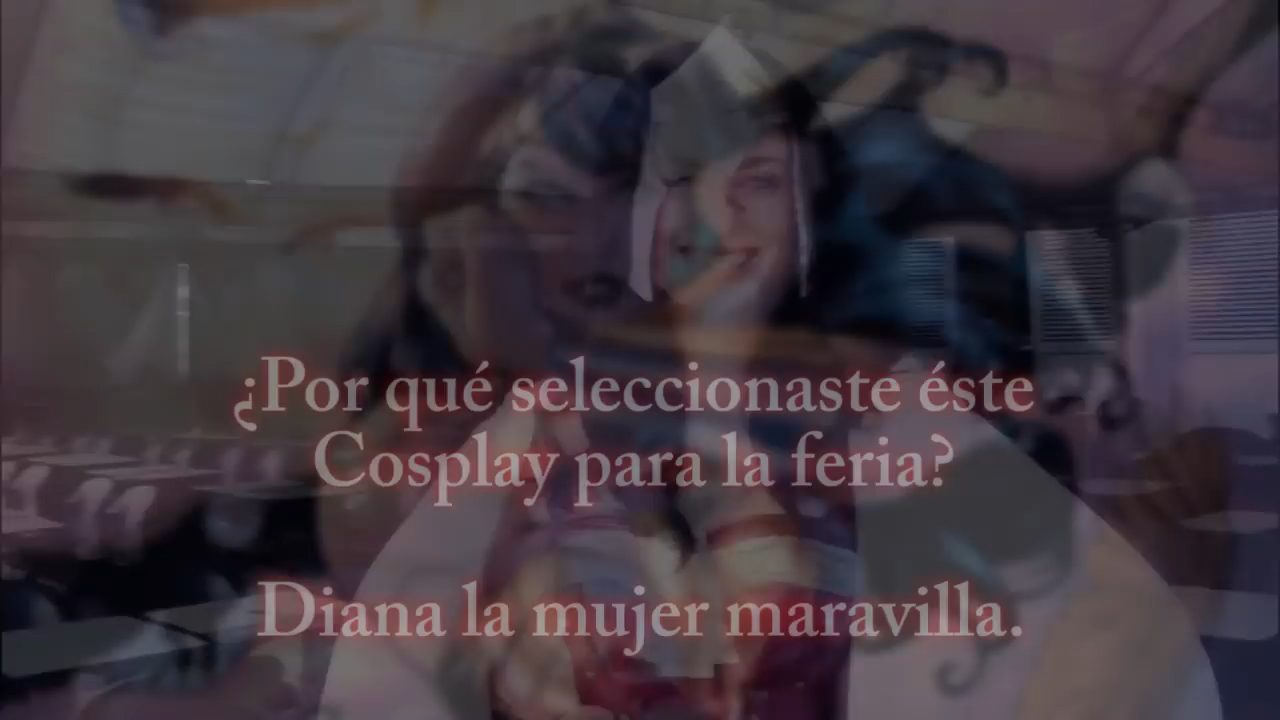 ¿Por qué seleccionaste éste
Cosplay para la feria?
Diana la mujer maravilla.